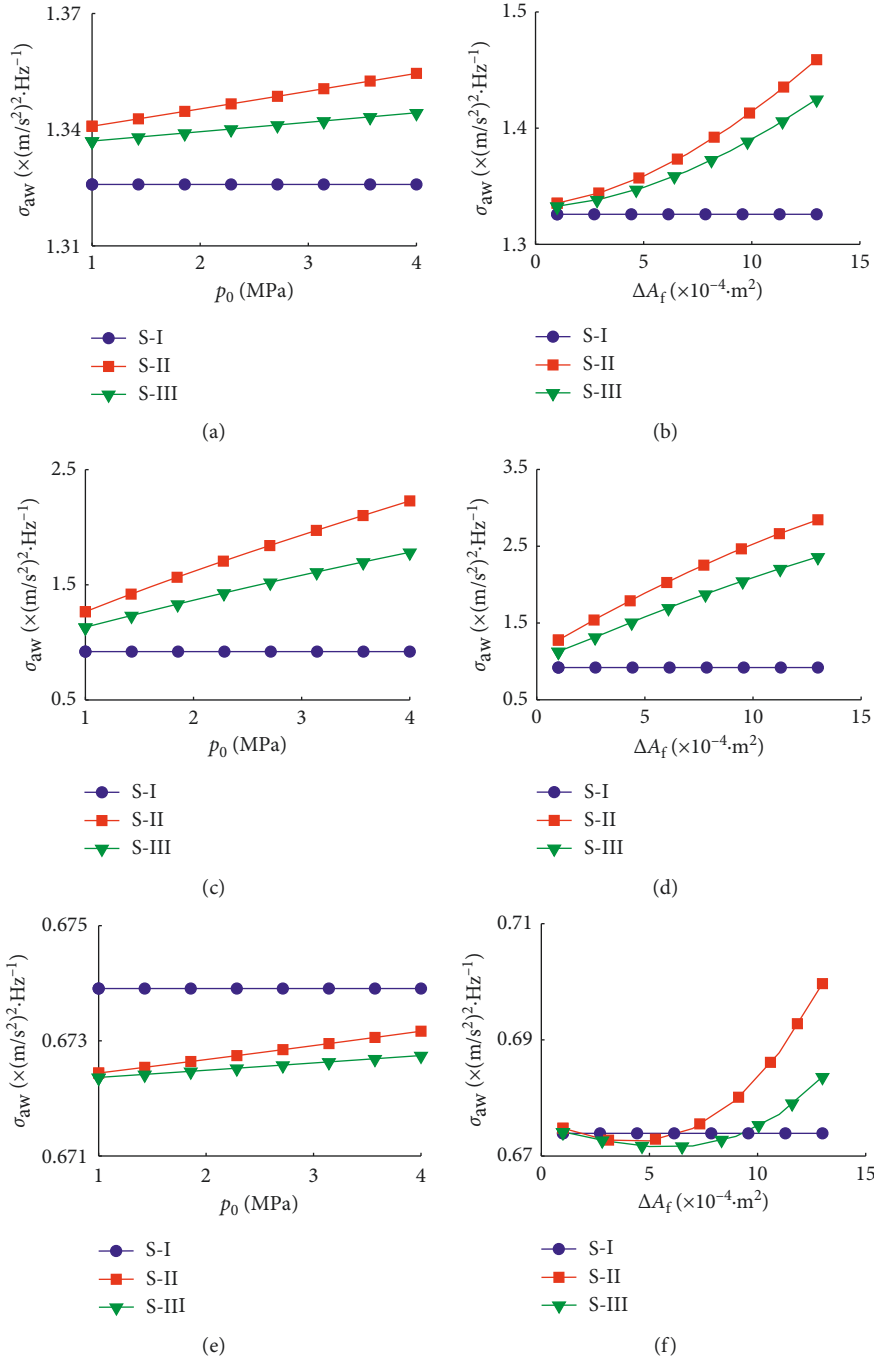 1.37
1.34
1.31
σaw (×(m/s²)²·Hz⁻¹)
1 2 3 4
p₀ (MPa)
S-I
S-II
S-III
(a)
1.5
1.4
1.3
σaw (×(m/s²)²·Hz⁻¹)
0 5 10 15
ΔAf (×10⁻⁴·m²)
S-I
S-II
S-III
(b)
2.5
1.5
0.5
σaw (×(m/s²)²·Hz⁻¹)
1 2 3 4
p₀ (MPa)
S-I
S-II
S-III
(c)
3.5
2.5
1.5
0.5
σaw (×(m/s²)²·Hz⁻¹)
0 5 10 15
ΔAf (×10⁻⁴·m²)
S-I
S-II
S-III
(d)
0.675
0.673
0.671
σaw (×(m/s²)²·Hz⁻¹)
1 2 3 4
p₀ (MPa)
S-I
S-II
S-III
(e)
0.71
0.69
0.67
σaw (×(m/s²)²·Hz⁻¹)
0 5 10 15
ΔAf (×10⁻⁴·m²)
S-I
S-II
S-III
(f)